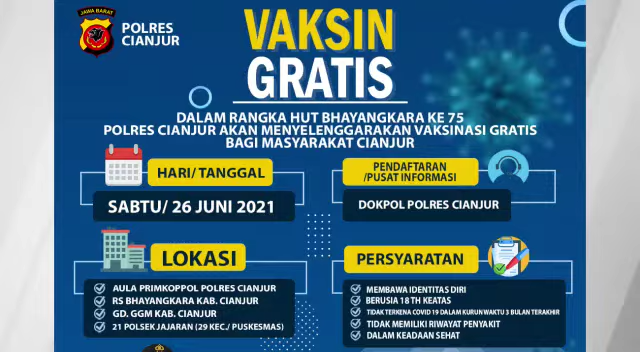 JAWA BARAT
POLRES
CIANJUR
VAKSIN
GRATIS
DALAM RANGKA HUT BHAYANGKARA KE 75
POLRES CIANJUR AKAN MENYELENGGARAKAN VAKSINASI GRATIS
BAGI MASYARAKAT CIANJUR
HARI/ TANGGAL
SABTU/ 26 JUNI 2021
PENDAFTARAN
/PUSAT INFORMASI
DOKPOL POLRES CIANJUR
LOKASI
AULA PRIMKOPPOL POLRES CIANJUR
RS BHAYANGKARA KAB. CIANJUR
GD. GGM KAB. CIANJUR
21 POLSEK JAJARAN (29 KEC./ PUSKESMAS)
PERSYARATAN
MEMBAWA IDENTITAS DIRI
BERUSIA 18 TH KEATAS
TIDAK TERKENA COVID 19 DALAM KURUN WAKTU 3 BULAN TERAKHIR
TIDAK MEMILIKI RIWAYAT PENYAKIT
DALAM KEADAAN SEHAT